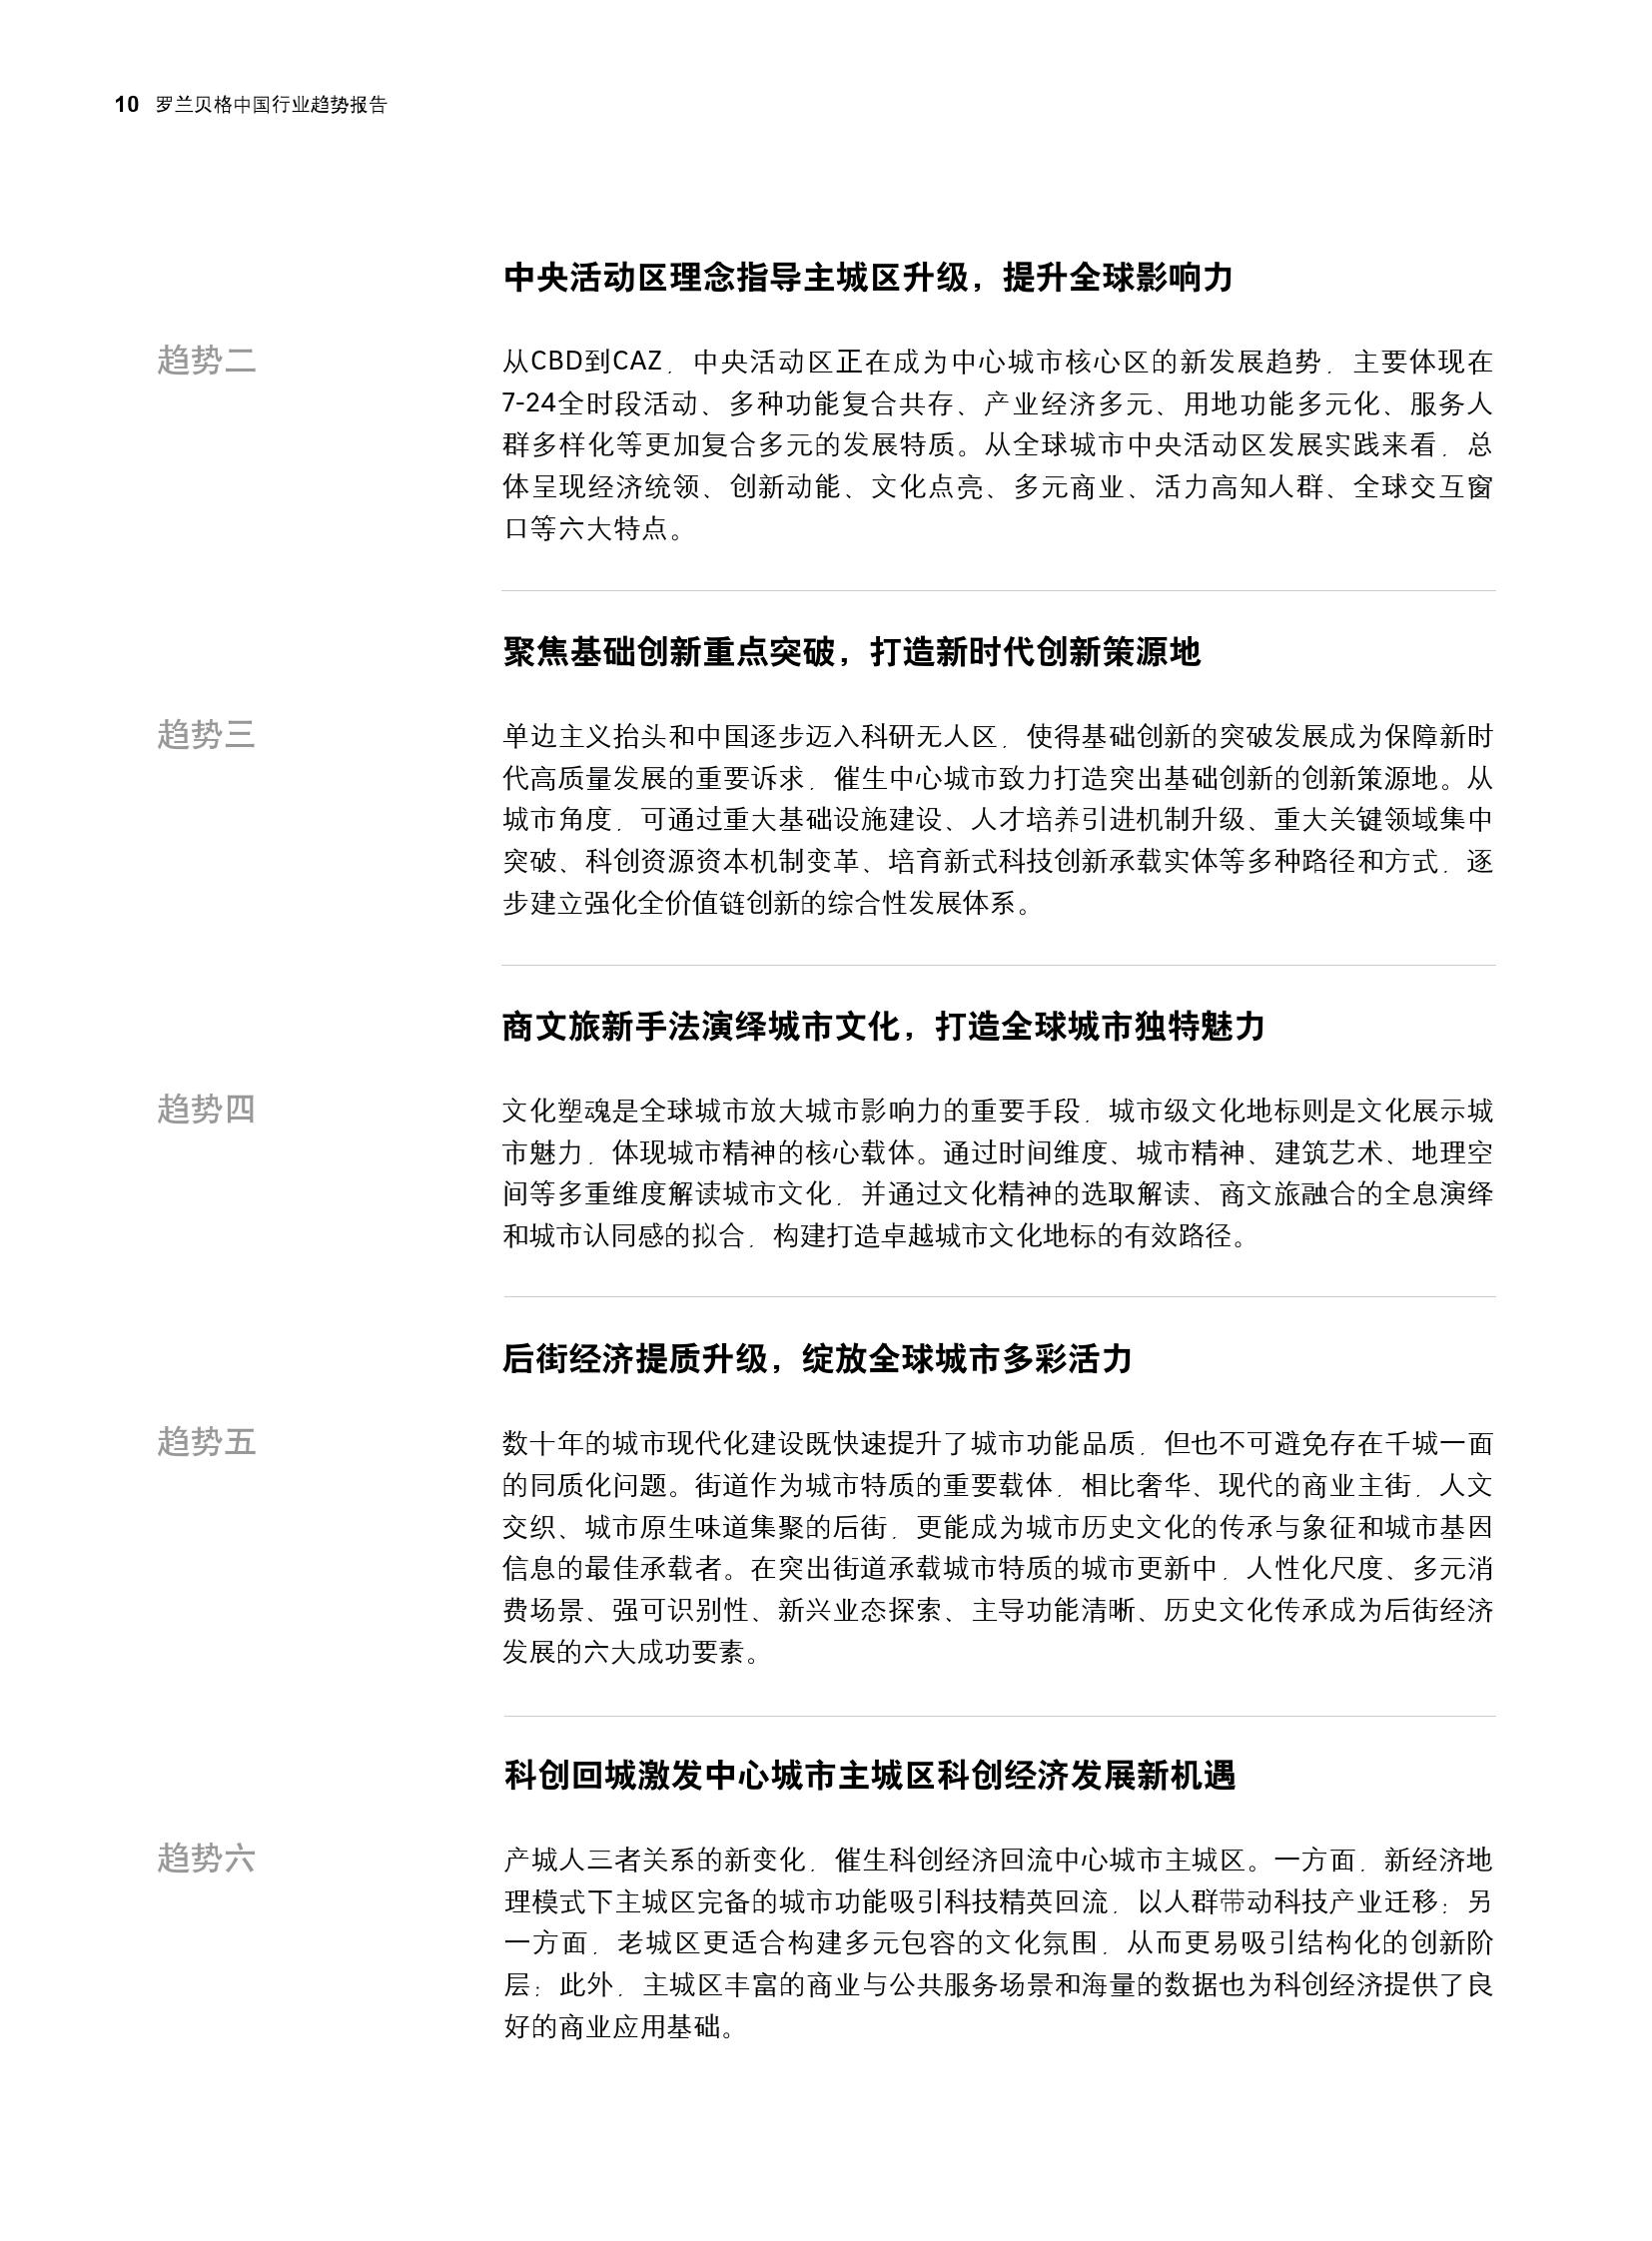 10 罗兰贝格中国行业趋势报告
中央活动区理念指导主城区升级，提升全球影响力
趋势二
从CBD到CAZ，中央活动区正在成为中心城市核心区的新发展趋势，主要体现在
7-24全时段活动、多种功能复合共存、产业经济多元、用地功能多元化、服务人
群多样化等更加复合多元的发展特质。从全球城市中央活动区发展实践来看，总
体呈现经济统领、创新动能、文化点亮、多元商业、活力高知人群、全球交互窗
口等六大特点。
聚焦基础创新重点突破，打造新时代创新策源地
趋势三
单边主义抬头和中国逐步迈入科研无人区，使得基础创新的突破发展成为保障新时
代高质量发展的重要诉求，催生中心城市致力打造突出基础创新的创新策源地。从
城市角度，可通过重大基础设施建设、人才培养引进机制升级、重大关键领域集中
突破、科创资源资本机制变革、培育新式科技创新承载实体等多种路径和方式，逐
步建立强化全价值链创新的综合性发展体系。
商文旅新手法演绎城市文化，打造全球城市独特魅力
趋势四
文化塑魂是全球城市放大城市影响力的重要手段，城市级文化地标则是文化展示城
市魅力，体现城市精神的核心载体。通过时间维度、城市精神、建筑艺术、地理空
间等多重维度解读城市文化，并通过文化精神的选取解读、商文旅融合的全息演绎
和城市认同感的拟合，构建打造卓越城市文化地标的有效路径。
后街经济提质升级，绽放全球城市多彩活力
趋势五
数十年的城市现代化建设既快速提升了城市功能品质，但也不可避免存在千城一面
的同质化问题。街道作为城市特质的重要载体，相比奢华、现代的商业主街，人文
交织、城市原生味道集聚的后街，更能成为城市历史文化的传承与象征和城市基因
信息的最佳承载者。在突出街道承载城市特质的城市更新中，人性化尺度、多元消
费场景、强可识别性、新兴业态探索、主导功能清晰、历史文化传承成为后街经济
发展的六大成功要素。
科创回城激发中心城市主城区科创经济发展新机遇
趋势六
产城人三者关系的新变化，催生科创经济回流中心城市主城区。一方面，新经济地
理模式下主城区完备的城市功能吸引科技精英回流，以人群带动科技产业迁移；另
一方面，老城区更适合构建多元包容的文化氛围，从而更易吸引结构化的创新阶
层；此外，主城区丰富的商业与公共服务场景和海量的数据也为科创经济提供了良
好的商业应用基础。